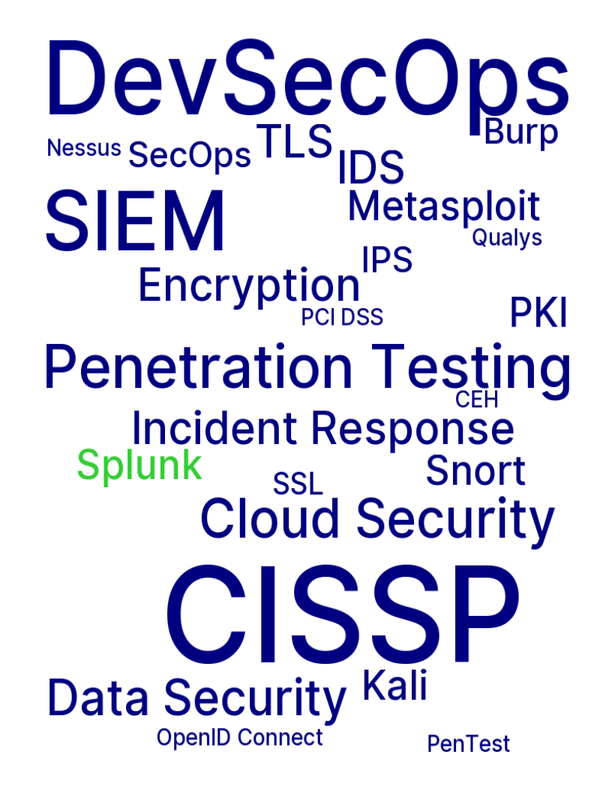 DevSecOps
Burp
Nessus
SecOps
TLS
IDS
SIEM
Metasploit
Qualys
IPS
Encryption
PCI DSS
PKI
Penetration Testing
CEH
Incident Response
Splunk
Snort
SSL
Cloud Security
CISSP
Data Security
Kali
OpenID Connect
PenTest